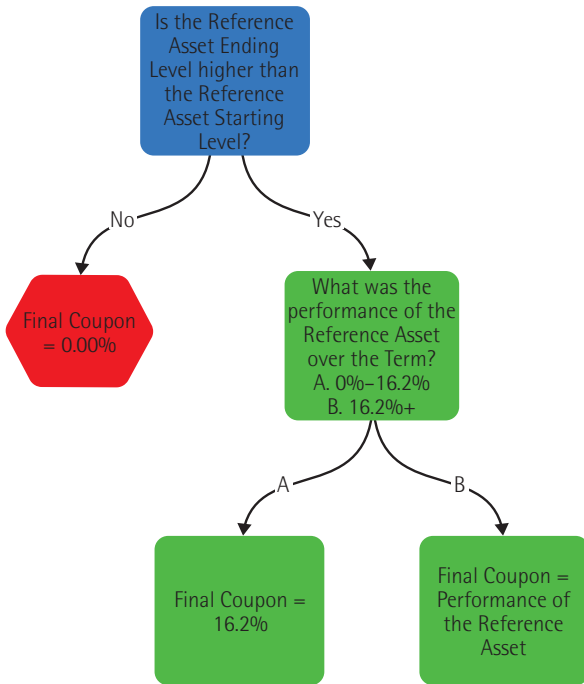 Is the Reference
Asset Ending
Level higher than
the Reference
Asset Starting
Level?
No
Yes
Final Coupon
= 0.00%
What was the
performance of the
Reference Asset
over the Term?
A. 0%–16.2%
B. 16.2%+
A
B
Final Coupon =
16.2%
Final Coupon =
Performance of
the Reference
Asset